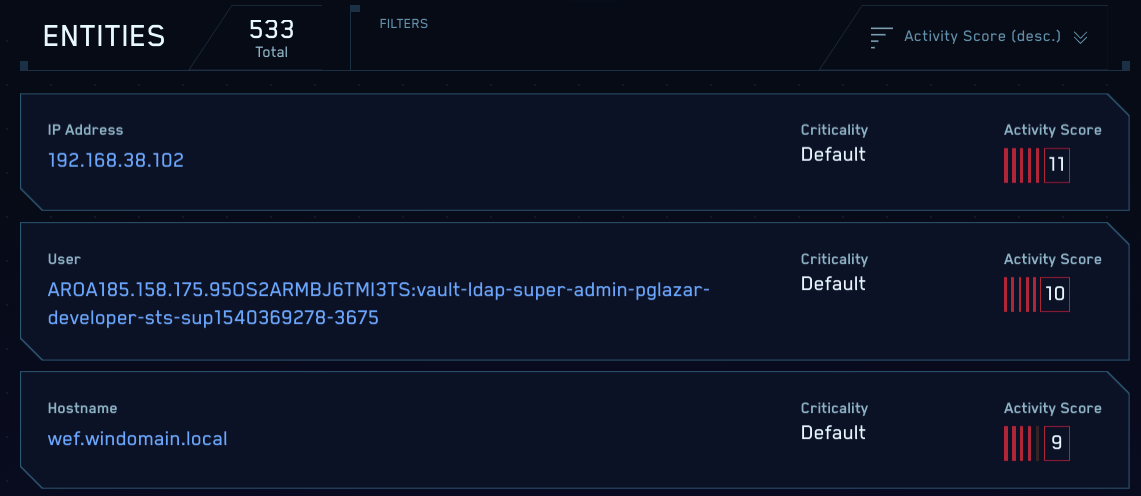 ENTITIES
533
Total
FILTERS
Activity Score (desc.)
IP Address
192.168.38.102
Criticality
Default
Activity Score
11
User
AROA185.158.175.95OS2ARMBJ6TMI3TS:vault-ldap-super-admin-pglazar-
developer-sts-sup1540369278-3675
Criticality
Default
Activity Score
10
Hostname
wef.windomain.local
Criticality
Default
Activity Score
9